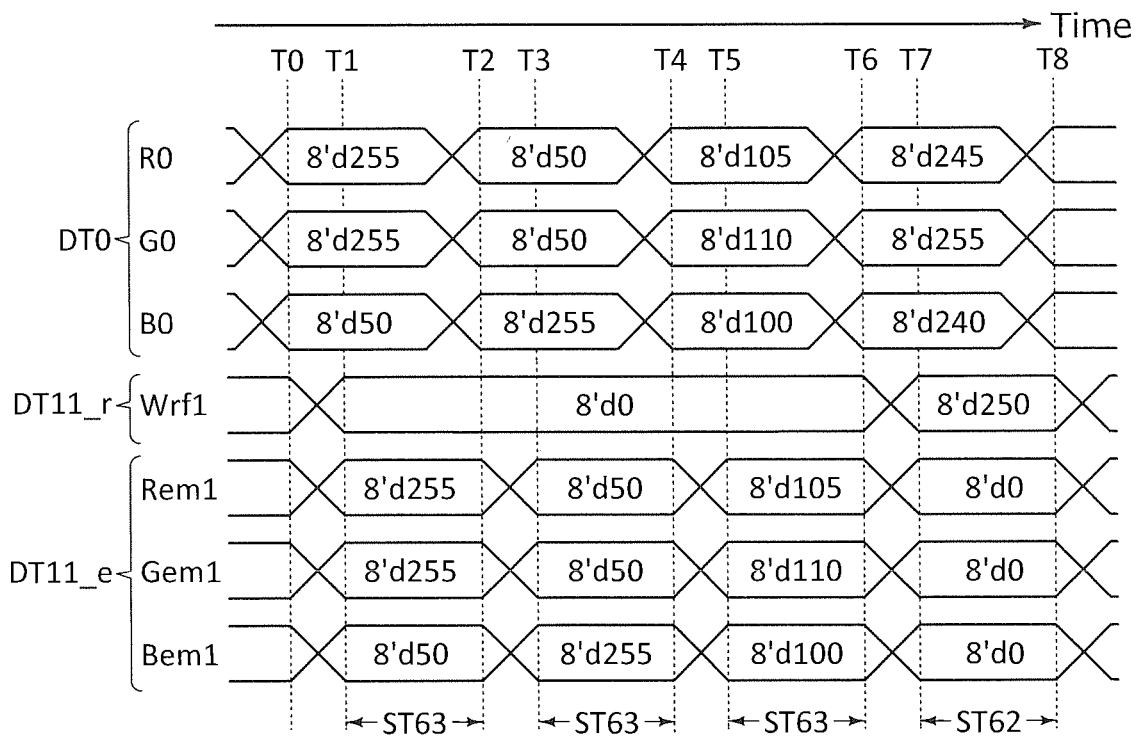 Time
T0 T1 T2 T3 T4 T5 T6 T7 T8
R0 8'd255 8'd50 8'd105 8'd245
DT0 G0 8'd255 8'd50 8'd110 8'd255
B0 8'd50 8'd255 8'd100 8'd240
DT11_r Wrf1 8'd0 8'd250
Rem1 8'd255 8'd50 8'd105 8'd0
DT11_e Gem1 8'd255 8'd50 8'd110 8'd0
Bem1 8'd50 8'd255 8'd100 8'd0
ST63 ST63 ST63 ST62